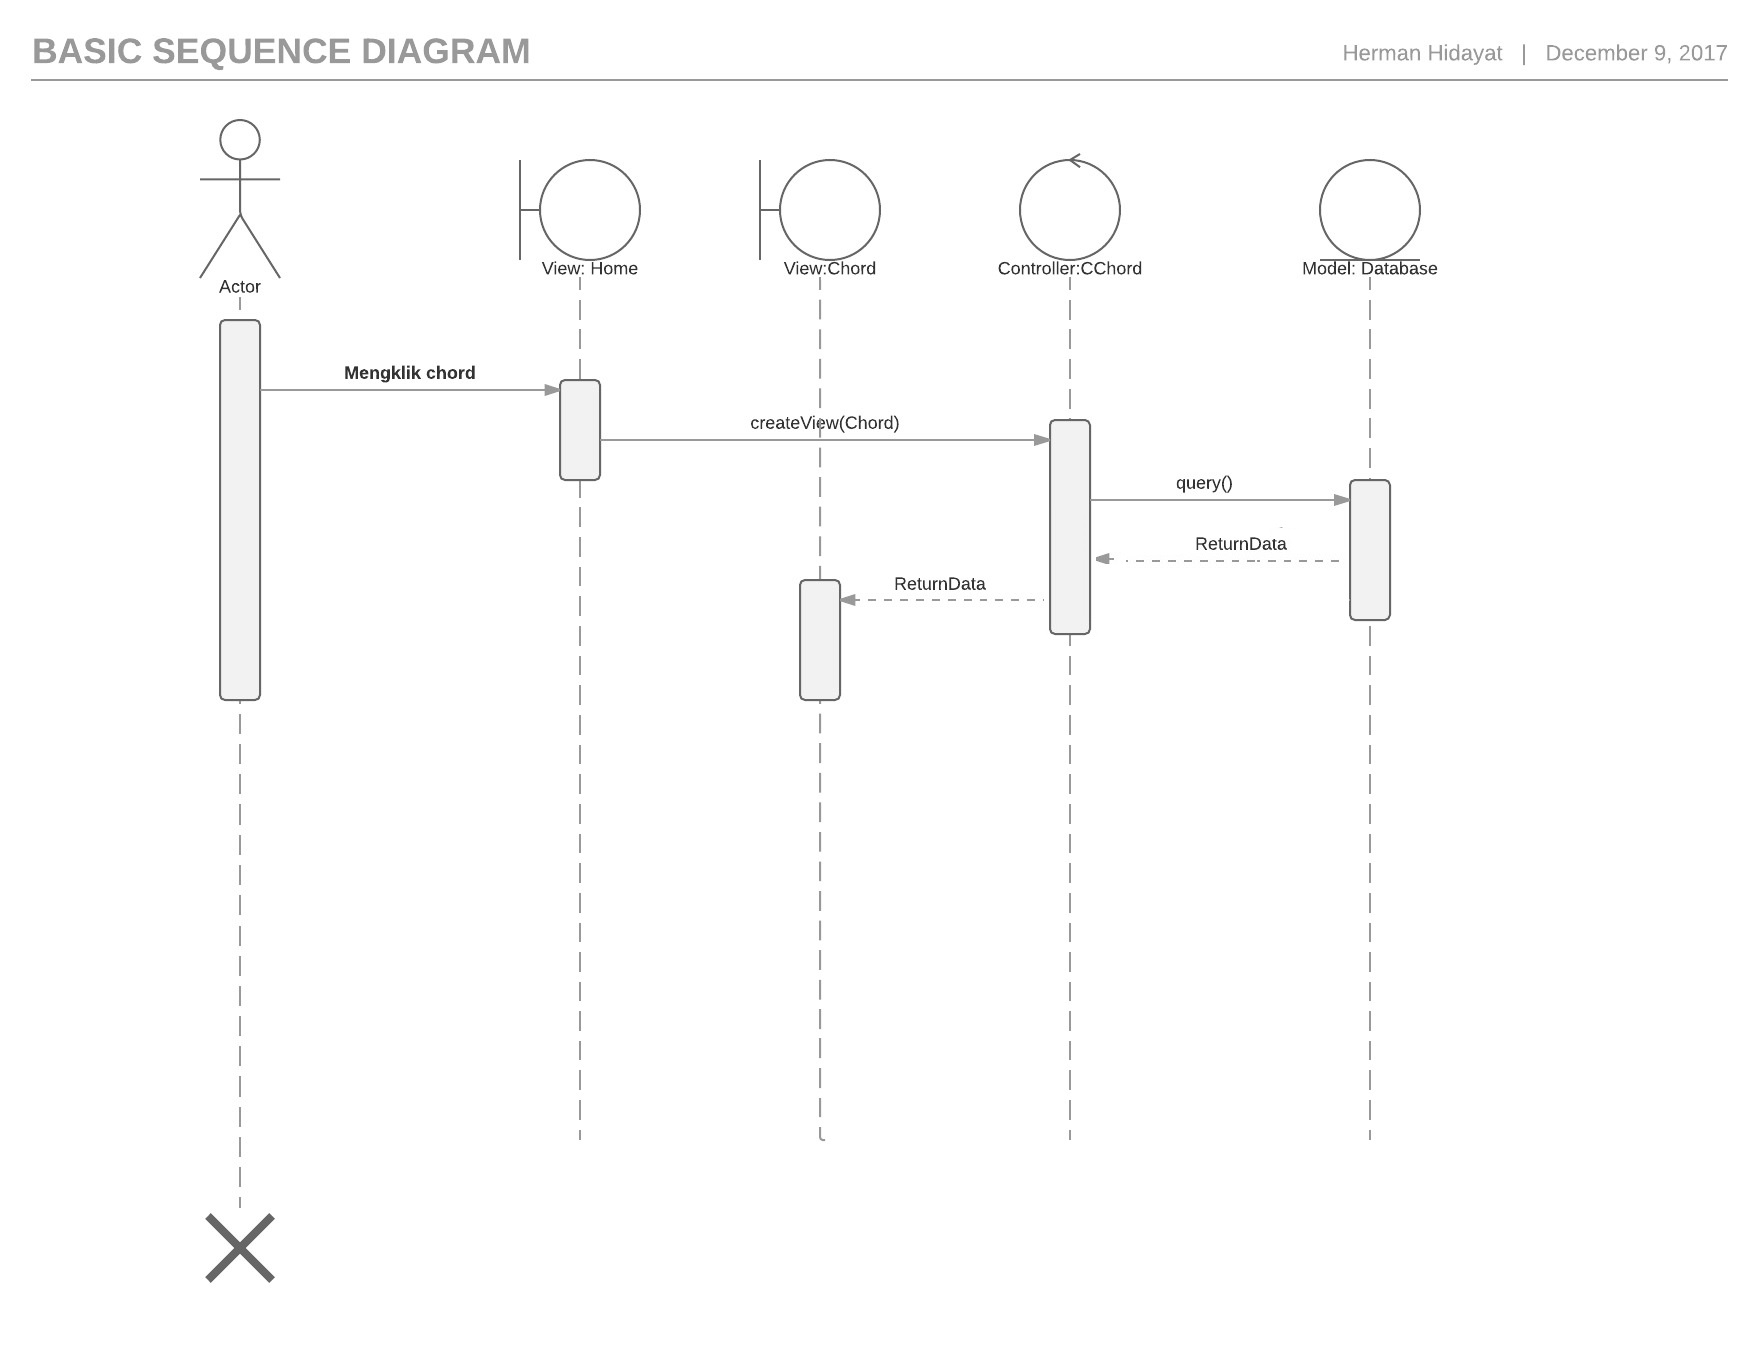 BASIC SEQUENCE DIAGRAM
Herman Hidayat | December 9, 2017
Actor
View: Home
View:Chord
Controller:CChord
Model: Database
Mengklik chord
createView(Chord)
query()
ReturnData
ReturnData